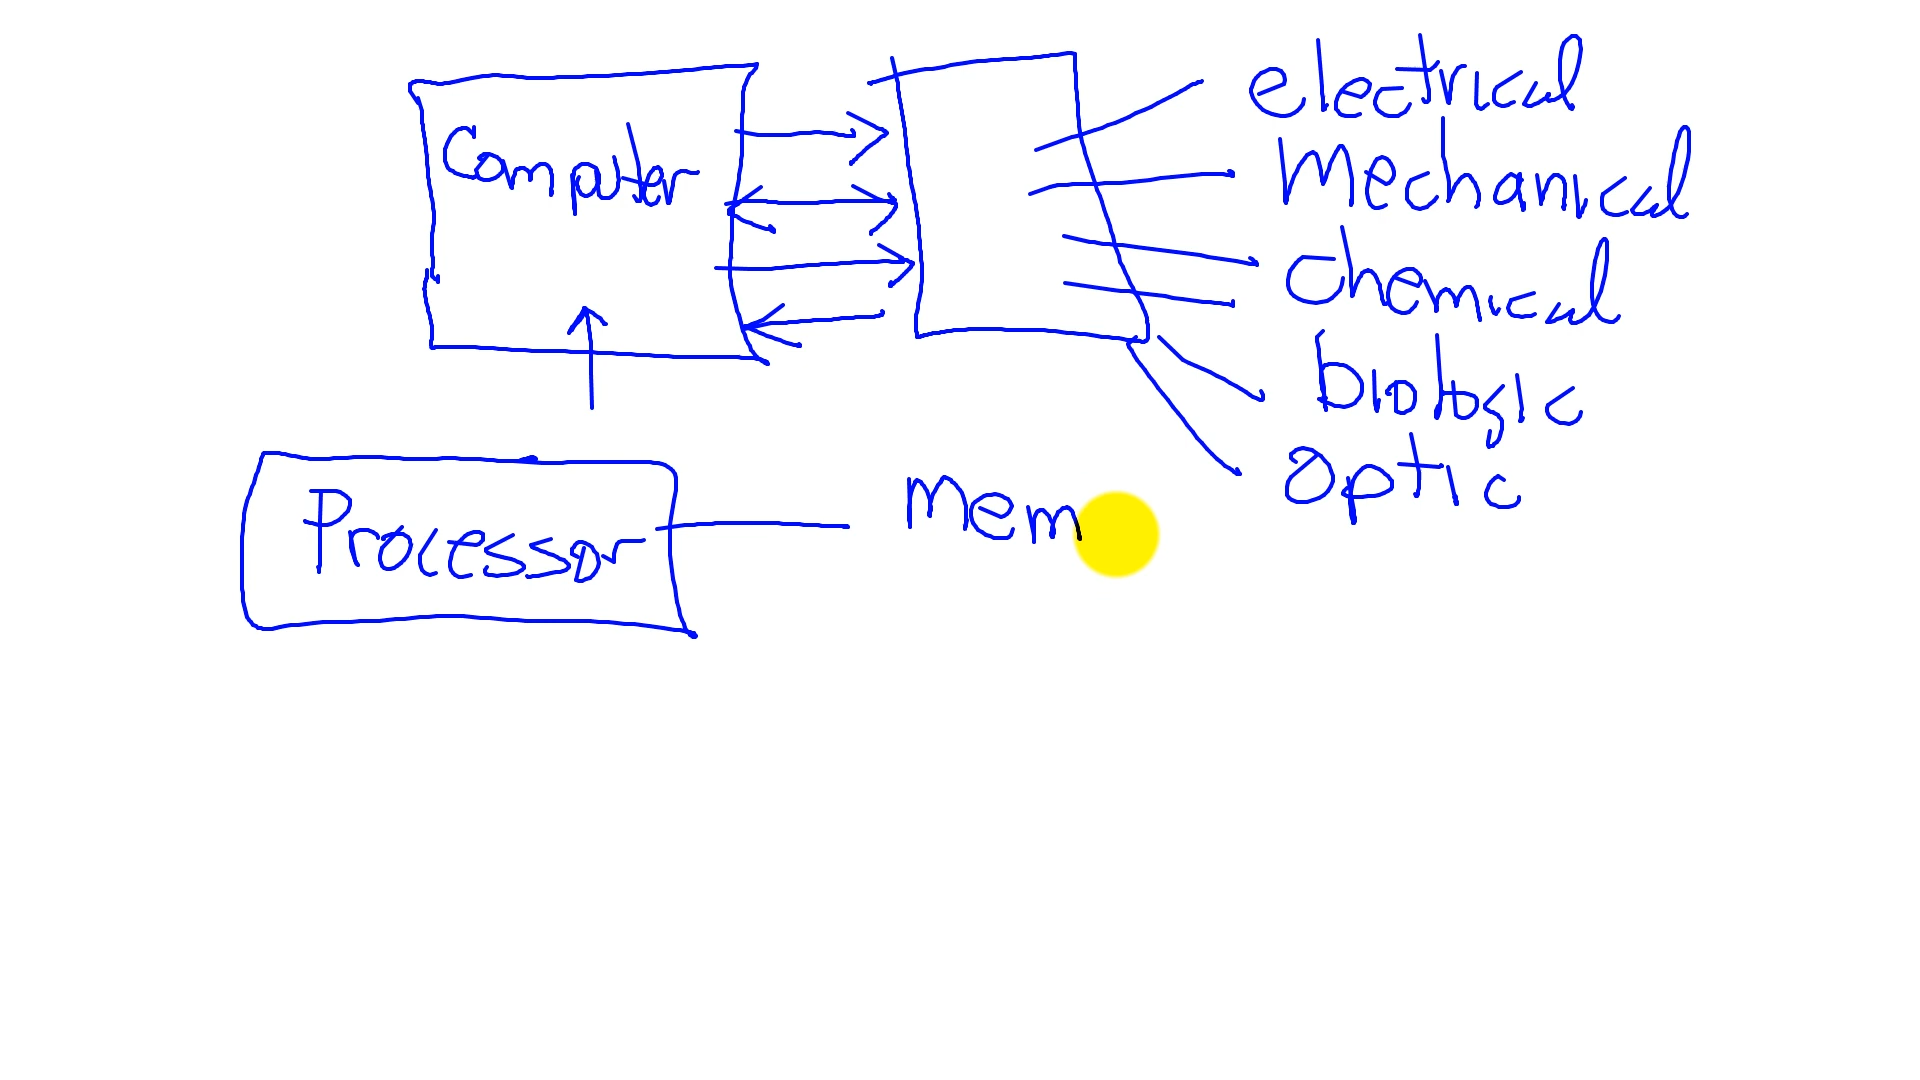 Computer
electrical
Mechanical
Chemical
biologic
Optic
Processor
Mem